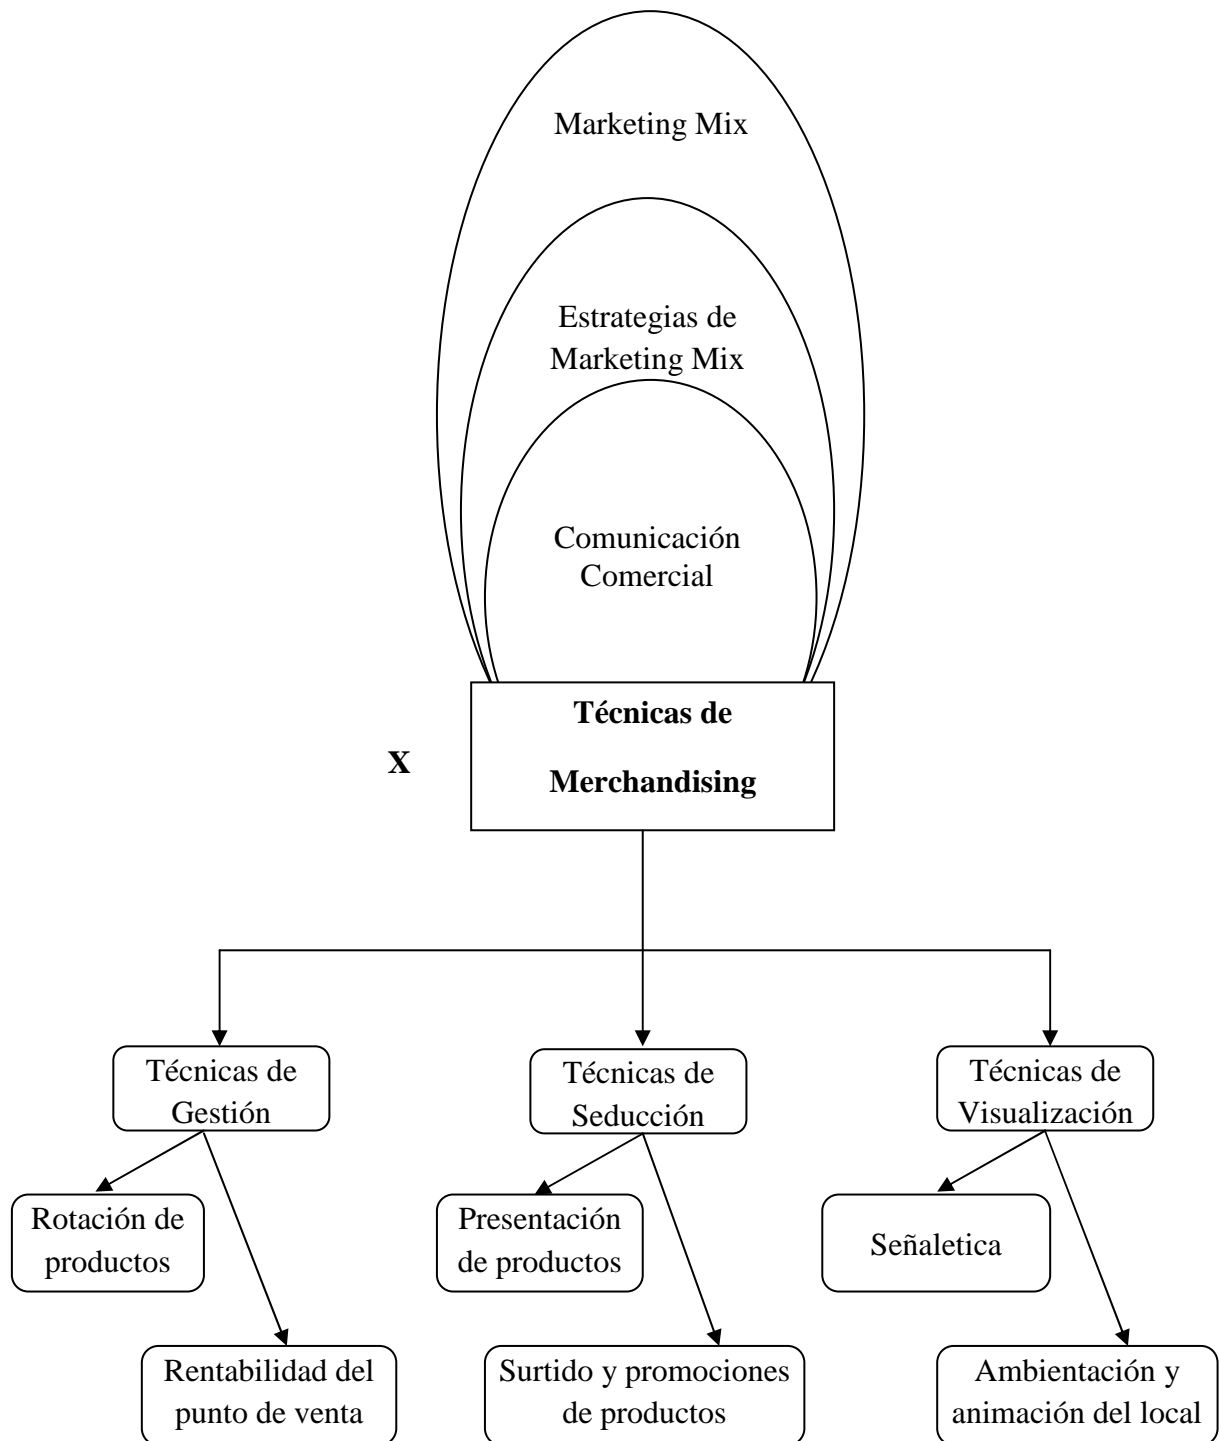 Marketing Mix
Estrategias de
Marketing Mix
Comunicación
Comercial
Técnicas de
X
Merchandising
Técnicas de
Gestión
Técnicas de
Seducción
Técnicas de
Visualización
Rotación de
productos
Presentación
de productos
Señaletica
Rentabilidad del
punto de venta
Surtido y promociones
de productos
Ambientación y
animación del local